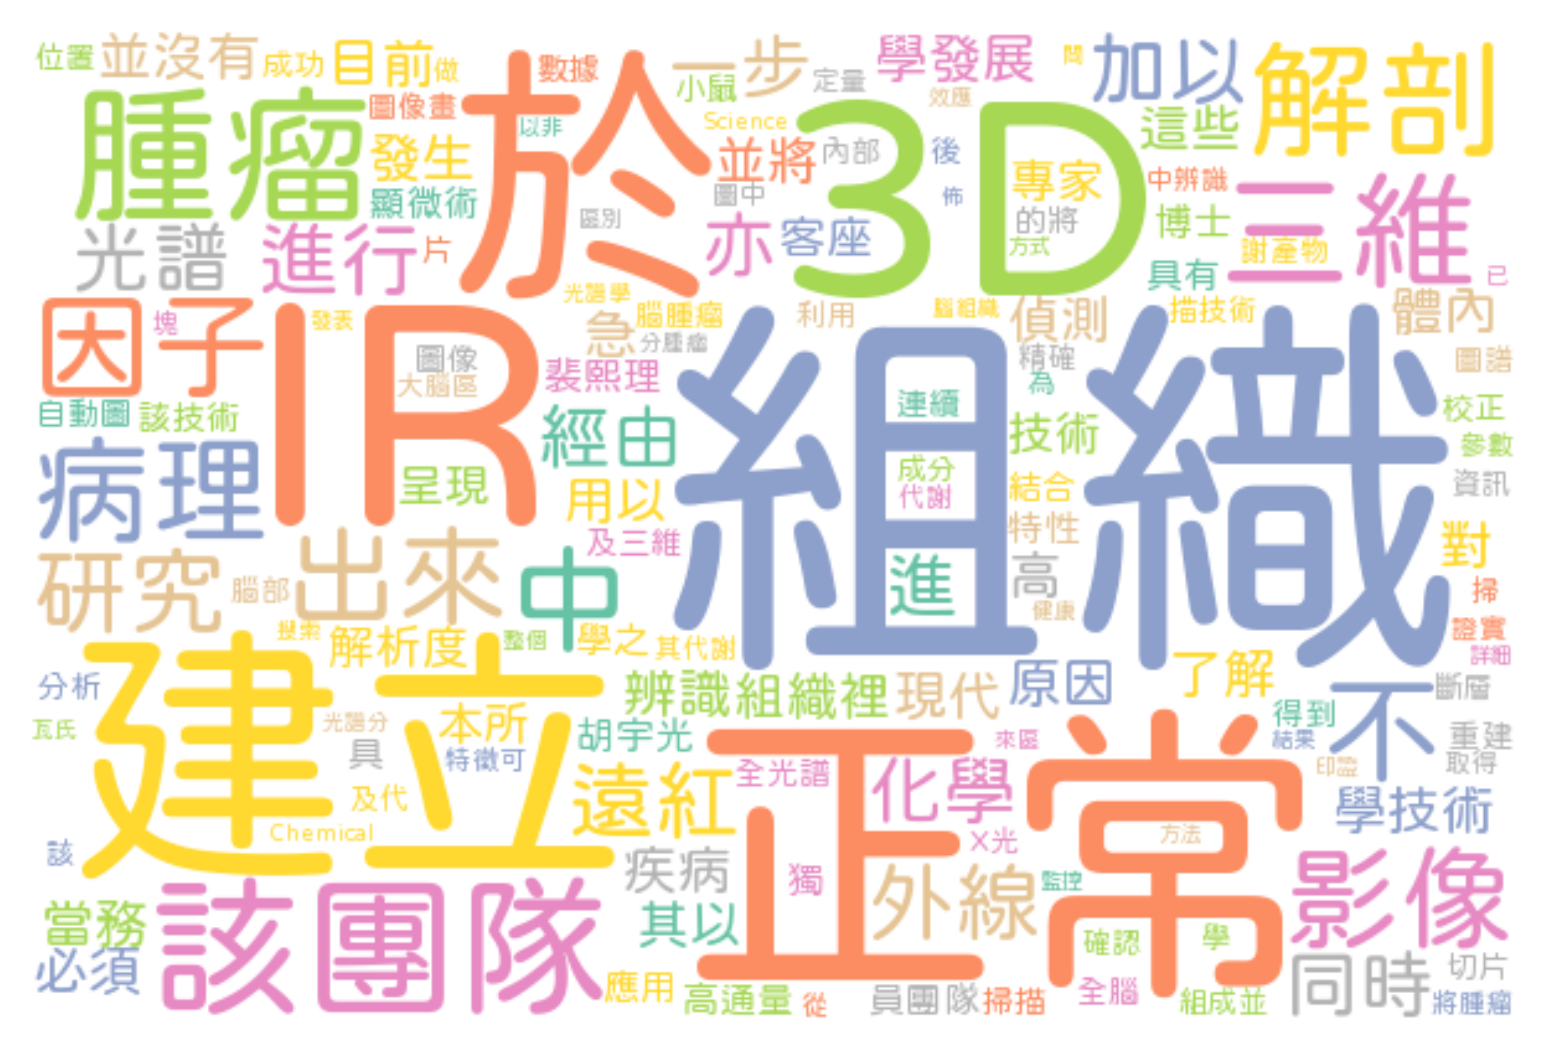 位置
並沒有
成功
目前
做
於
數據
一步
小鼠
定量
學發展
問
加以
解剖
腫瘤
圖像畫
以非
Science
3D
效應
這些
發生
並將
內部
後
專家
中辨識
三維
顯微術
圖中
佈
的將
博士
光譜
進行
片
區別
亦
客座
方式
謝產物
具有
已
因子
塊
IR
發表
光譜學
急
腦腫瘤
利用
腦組織
偵測
描技術
體內
圖像
分腫瘤
組織
精確
圖譜
大腦區
裴熙理
為
自動圖
該技術
連續
校正
經由
技術
參數
病理
呈現
成分
代謝
用以
結合
資訊
及三維
特性
對
研究
出來
中
進
高
腦部
健康
掃
搜索
解析度
整個
學之
其代謝
證實
詳細
建立
分析
辨識
組織裡
現代
原因
了解
不
斷層
瓦氏
光譜分
本所
胡宇光
正常
來區
得到
結果
重建
具
特徵可
全光譜
化學
印證
取得
及代
遠紅
學技術
Chemical
X光
方法
該
疾病
獨
外線
監控
影像
當務
該團隊
其以
確認
學
必須
同時
切片
應用
高通量
從
員團隊
掃描
全腦
組成並
將腫瘤